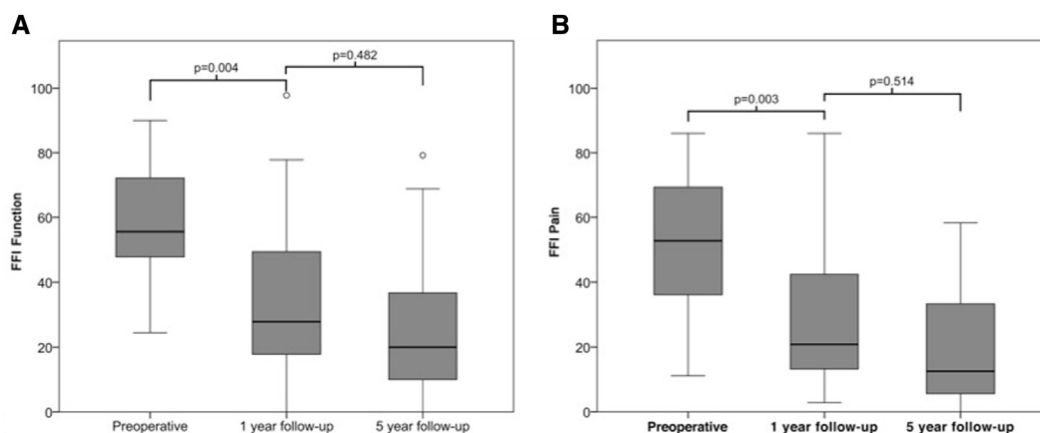 A
p=0.482
p=0.004
100
80
60
40
20
0
FFI Function
Preoperative 1 year follow-up 5 year follow-up
B
p=0.514
p=0.003
100
80
60
40
20
0
FFI Pain
Preoperative 1 year follow-up 5 year follow-up